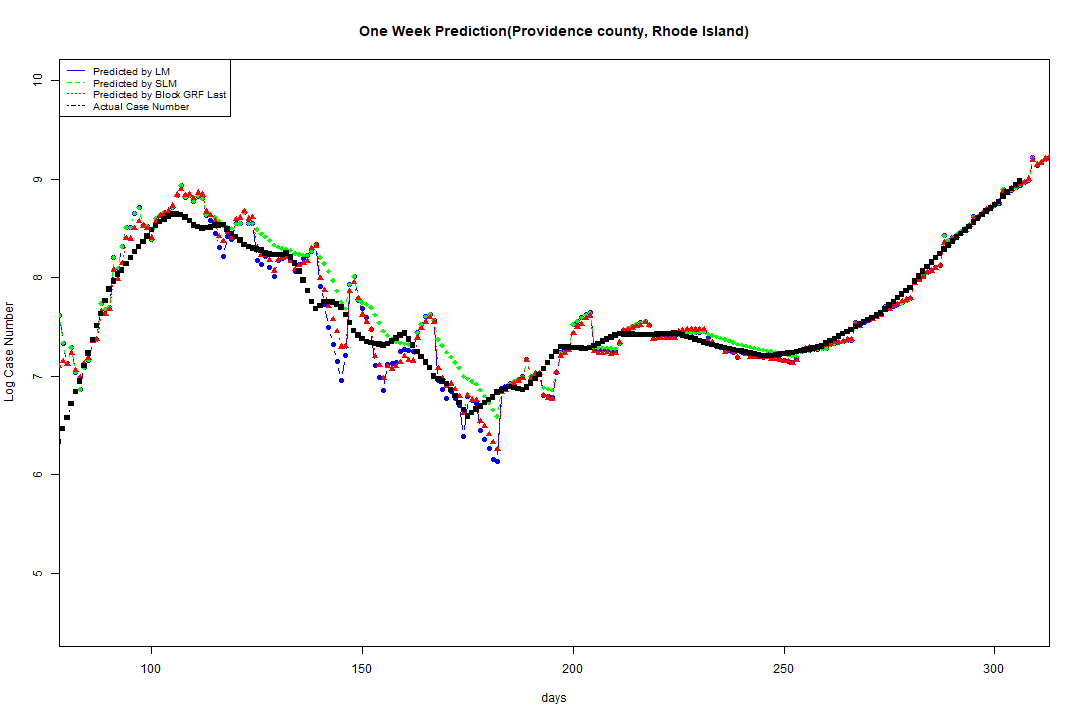 One Week Prediction(Providence county, Rhode Island)
Predicted by LM
Predicted by SLM
Predicted by Block GRF Last
Actual Case Number
10
9
8
7
6
5
Log Case Number
100
150
200
250
300
days